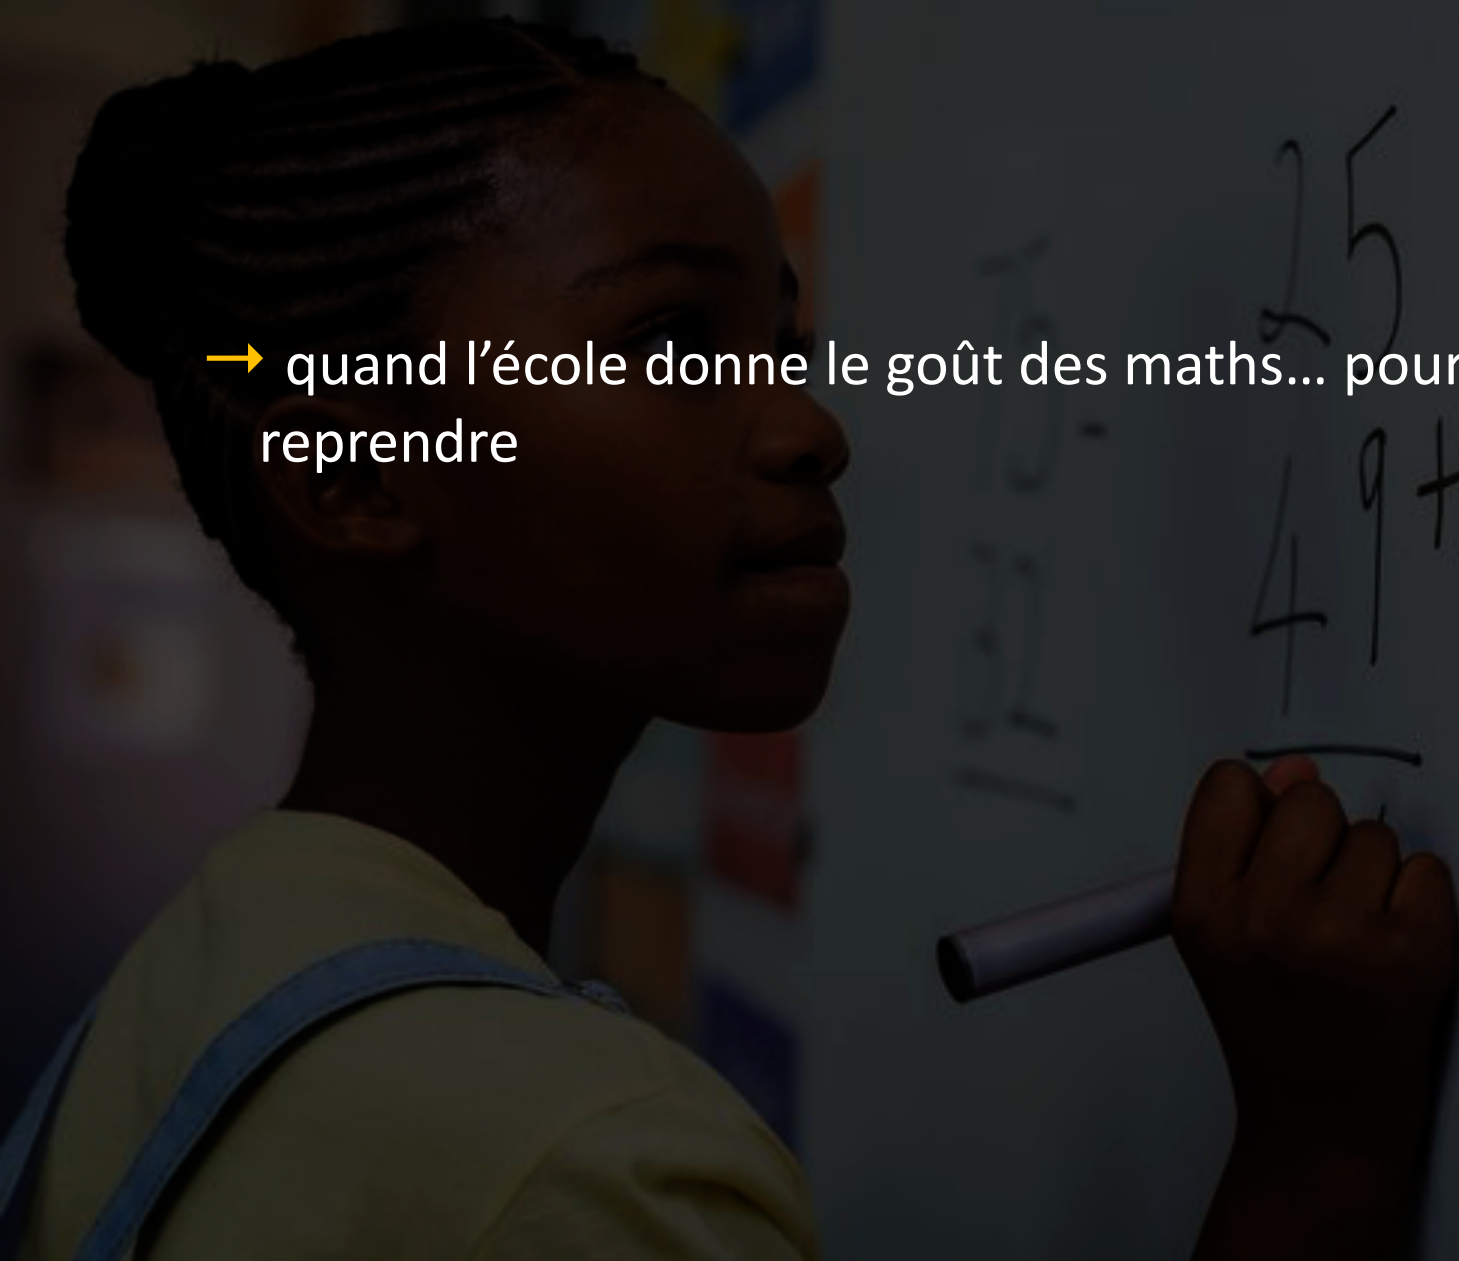 → quand l’école donne le goût des maths… pour
reprendre
25
49+